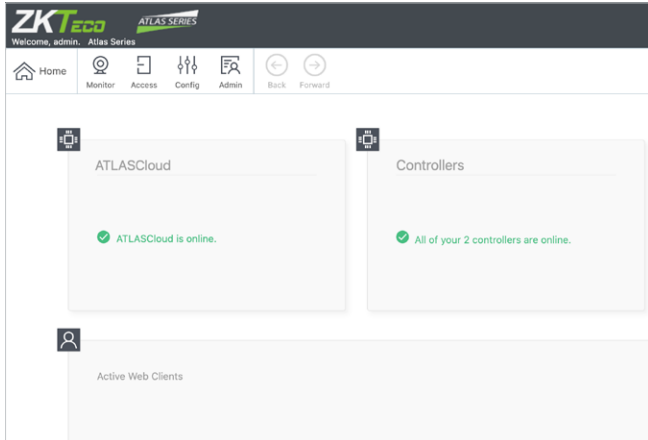 ZKTECO ATLAS SERIES
Welcome, admin. Atlas Series
Home Monitor Access Config Admin Back Forward
ATLASCloud Controllers
ATLASCloud is online. All of your 2 controllers are online.
Active Web Clients